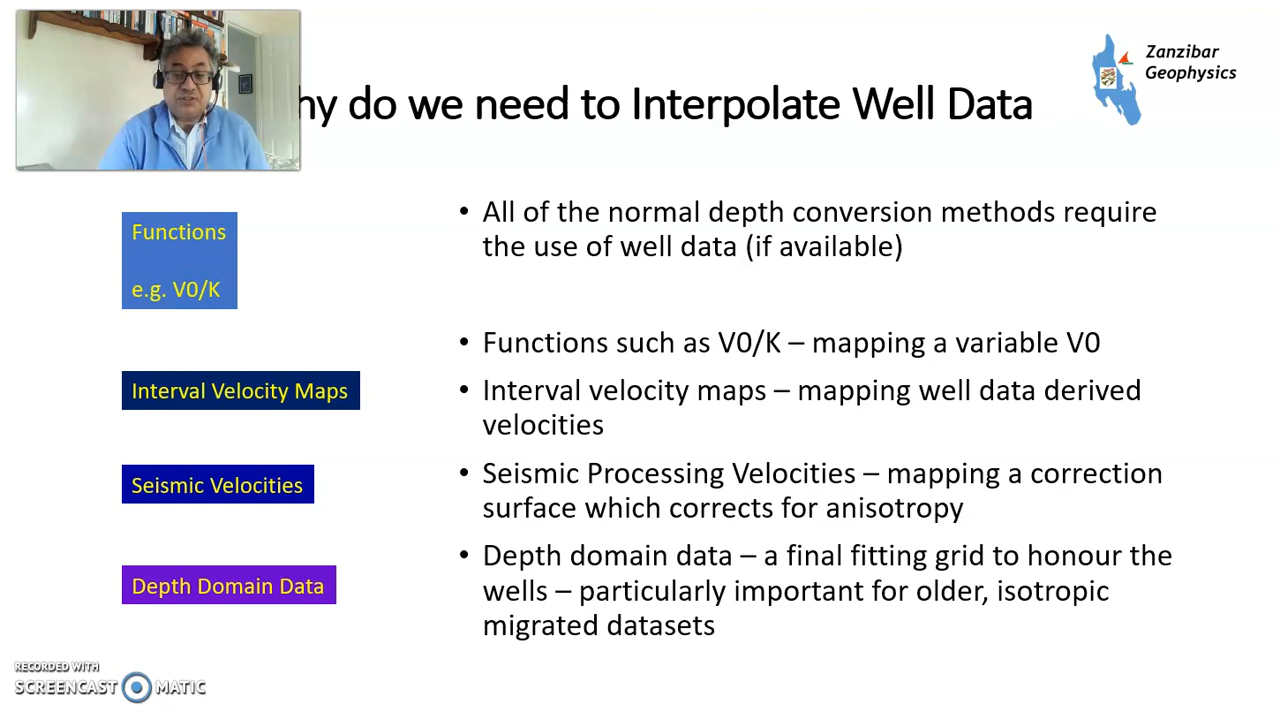 Zanzibar
Geophysics
hy do we need to Interpolate Well Data
Functions
e.g. V0/K
• All of the normal depth conversion methods require
the use of well data (if available)
• Functions such as V0/K – mapping a variable V0
Interval Velocity Maps
• Interval velocity maps – mapping well data derived
velocities
Seismic Velocities
• Seismic Processing Velocities – mapping a correction
surface which corrects for anisotropy
Depth Domain Data
• Depth domain data – a final fitting grid to honour the
wells – particularly important for older, isotropic
migrated datasets
RECORDED WITH
SCREENCAST MATIC